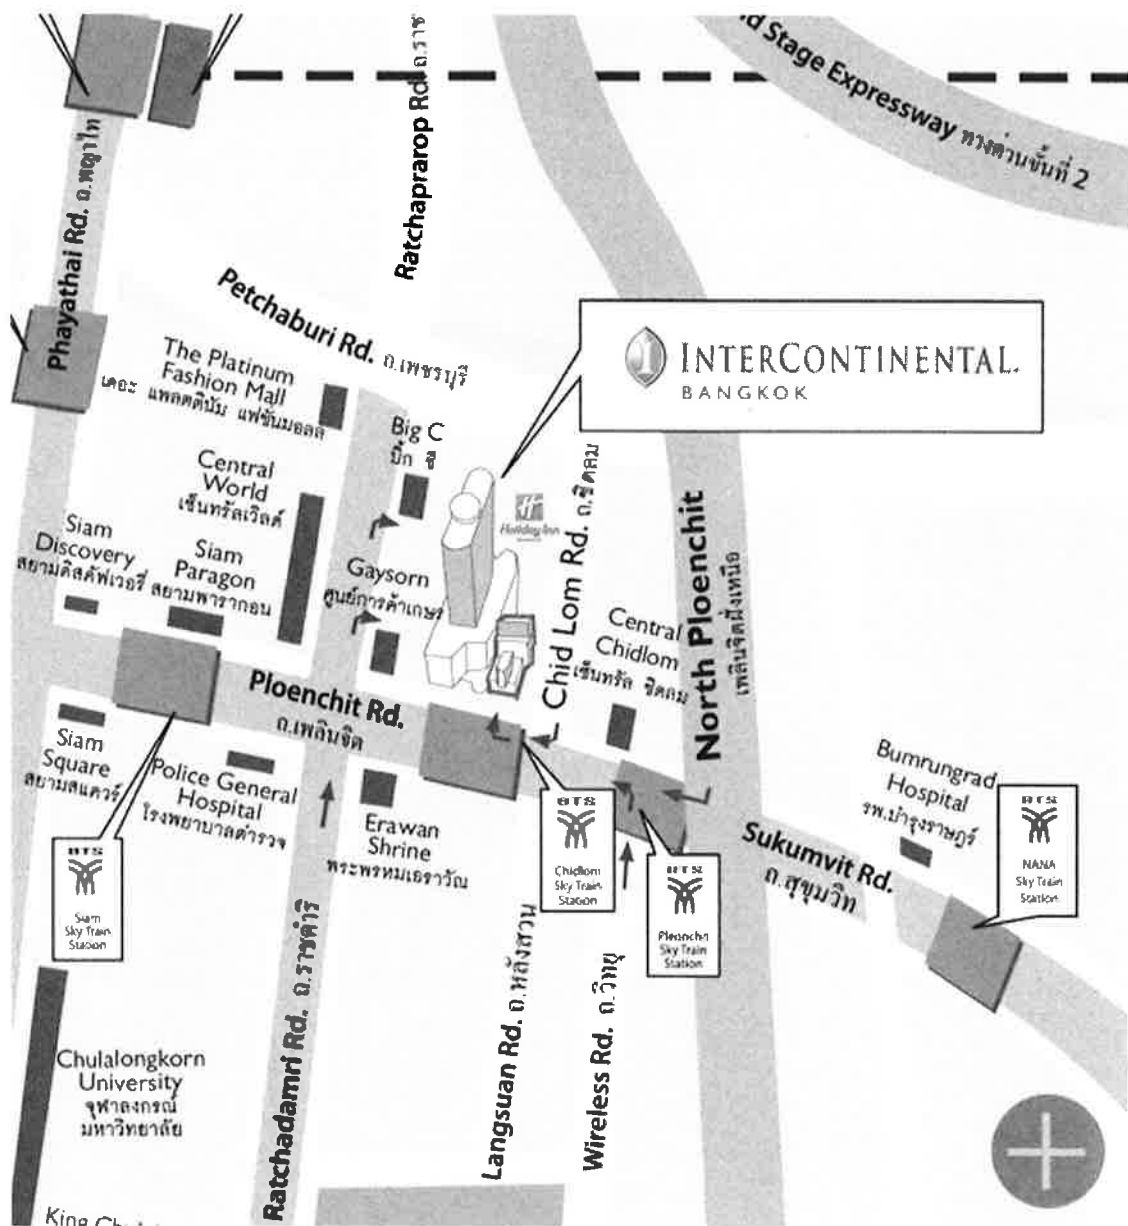 nd Stage Expressway ทางด่วนขั้นที่ 2
Ratchaprarop Rd. ถ.ราช
Phayathai Rd. ถ.พญาไท
Petchaburi Rd. ถ.เพชรบุรี
INTERCONTINENTAL.
BANGKOK
The Platinum
Fashion Mall
เดอะ แพลตตินัม แฟชั่นมอลล์
Big C
บิ๊ก ซี
Central
World
เซ็นทรัลเวิลด์
Holiday Inn
Siam
Discovery
สยามดิสคัฟเวอรี่
Siam
Paragon
สยามพารากอน
Gaysorn
ศูนย์การค้าเกษร
Chid Lom Rd. ถ.ชิดลม
Central
Chidlom
เซ็นทรัล ชิดลม
North Ploenchit
เพลินจิตฝั่งเหนือ
Ploenchit Rd.
ถ.เพลินจิต
Siam
Square
สยามสแควร์
Police General
Hospital
โรงพยาบาลตำรวจ
Erawan
Shrine
พระพรหมเอราวัณ
Bumrungrad
Hospital
รพ.บำรุงราษฎร์
Sukumvit Rd.
ถ.สุขุมวิท
BTS
Siam
Sky Train
Station
BTS
Chidlom
Sky Train
Station
BTS
Sky Train
Station
BTS
NANA
Sky Train
Station
Ratchadamri Rd. ถ.ราชดำริ
Langsuan Rd. ถ.หลังสวน
Wireless Rd. ถ.วิทยุ
Chulalongkorn
University
จุฬาลงกรณ์
มหาวิทยาลัย
King